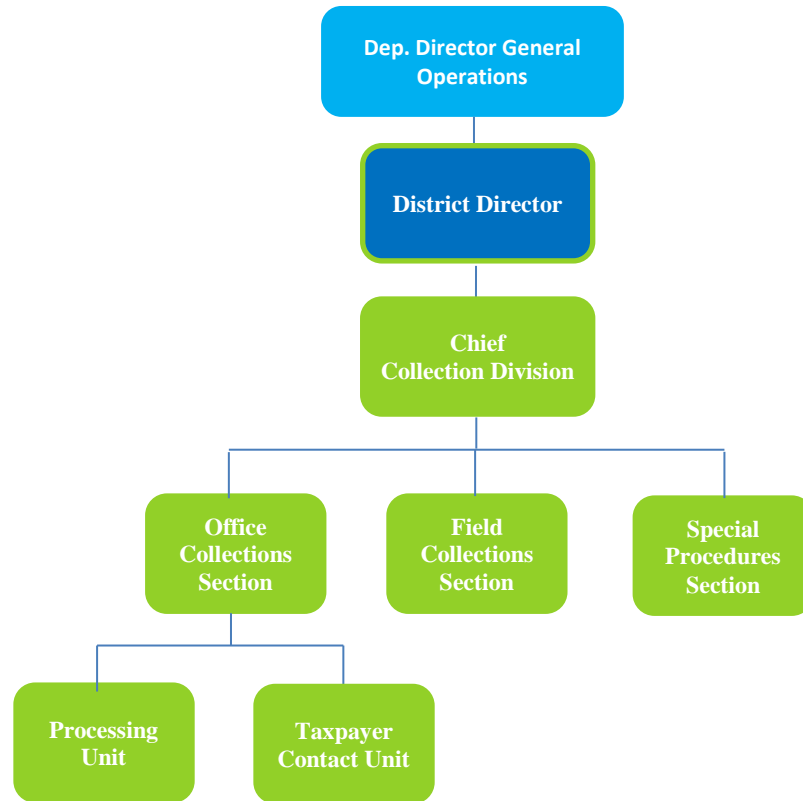 Dep. Director General
Operations
District Director
Chief
Collection Division
Office
Collections
Section
Field
Collections
Section
Special
Procedures
Section
Processing
Unit
Taxpayer
Contact Unit